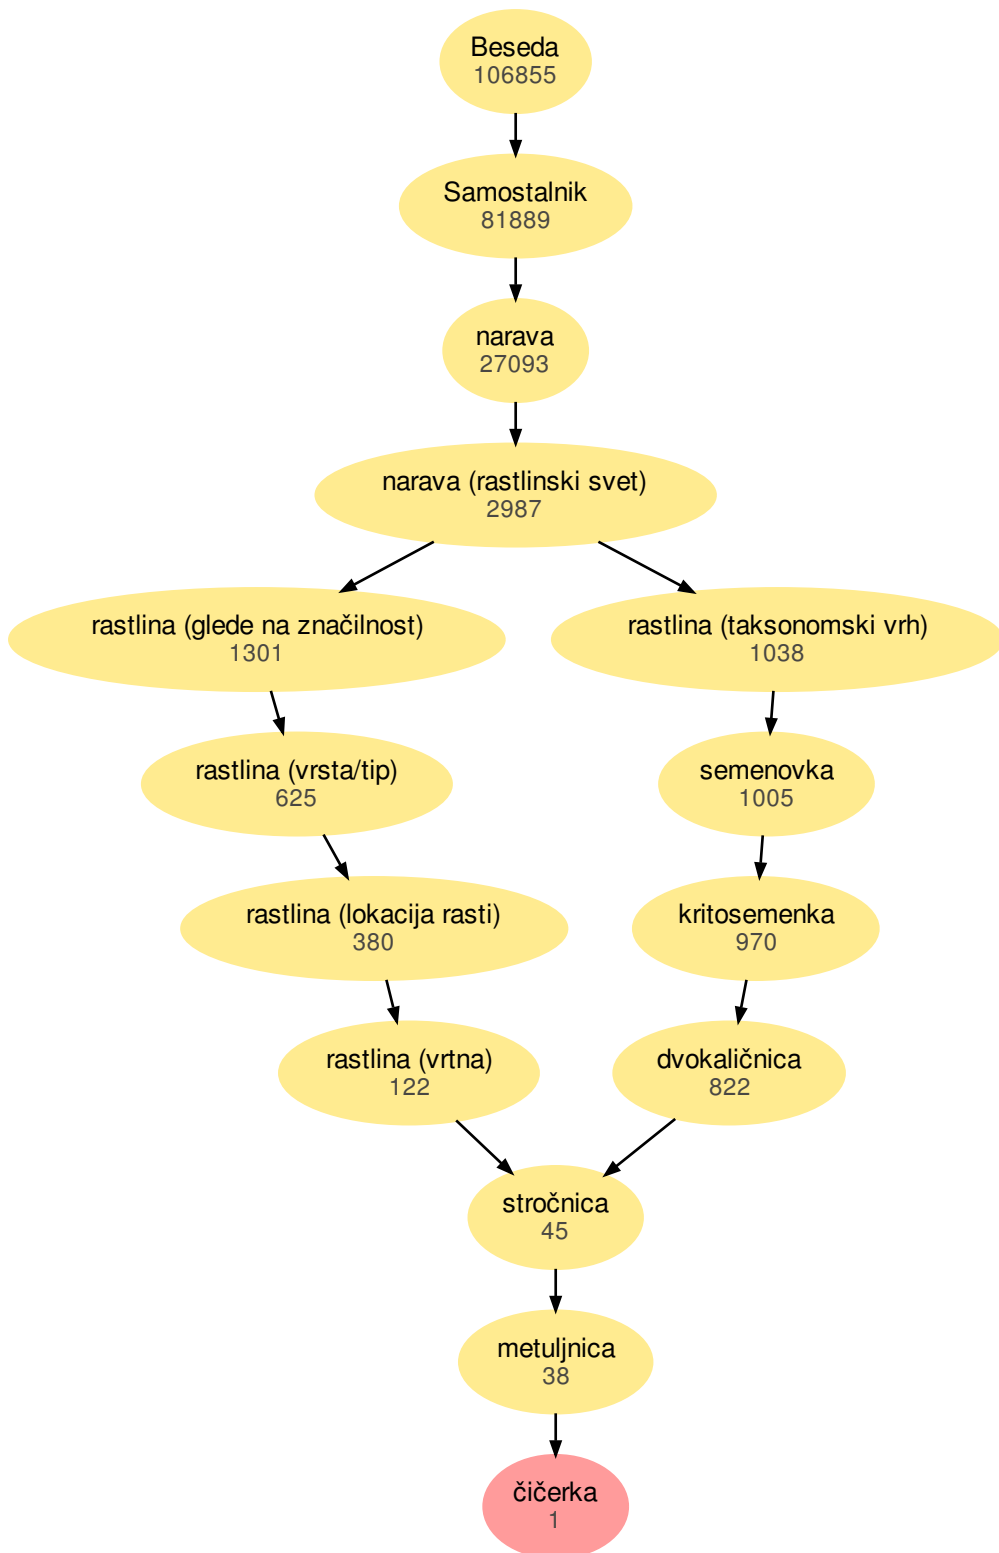 Beseda
106855
Samostalnik
81889
narava
27093
narava (rastlinski svet)
2987
rastlina (glede na značilnost)
1301
rastlina (taksonomski vrh)
1038
rastlina (vrsta/tip)
625
semenovka
1005
rastlina (lokacija rasti)
380
kritosemenka
970
rastlina (vrtna)
122
dvokaličnica
822
stročnica
45
metuljnica
38
čičerka
1